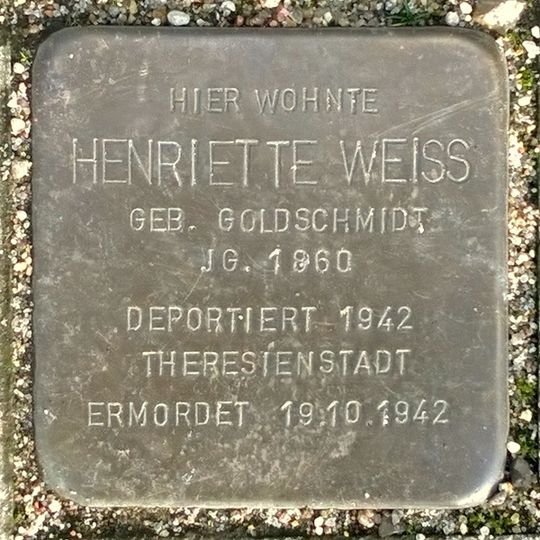 HIER WOHNTE
HENRIETTE WEISS
GEB. GOLDSCHMIDT
JG. 1860
DEPORTIERT 1942
THERESIENSTADT
ERMORDET 19.10.1942